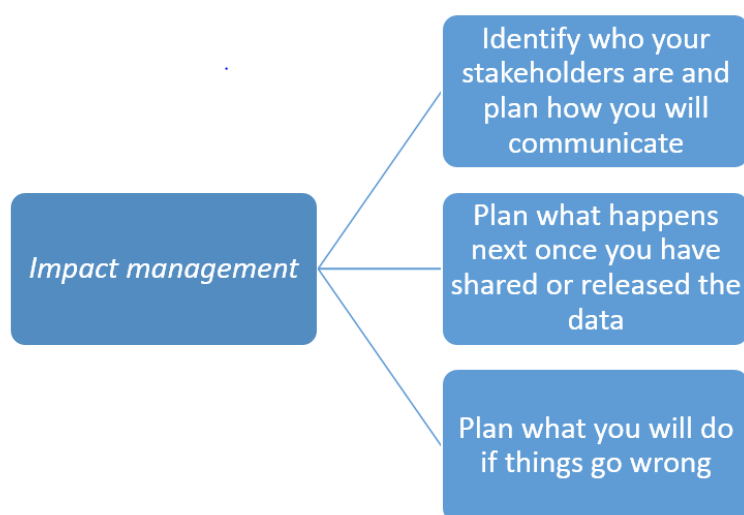 Identify who your
stakeholders are and
plan how you will
communicate
Impact management
Plan what happens
next once you have
shared or released the
data
Plan what you will do
if things go wrong